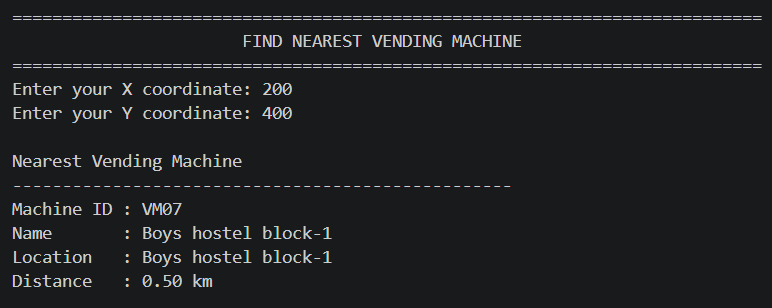 ===========================================================================
FIND NEAREST VENDING MACHINE
===========================================================================
Enter your X coordinate: 200
Enter your Y coordinate: 400
Nearest Vending Machine
--------------------------------------------------
Machine ID : VM07
Name       : Boys hostel block-1
Location   : Boys hostel block-1
Distance   : 0.50 km